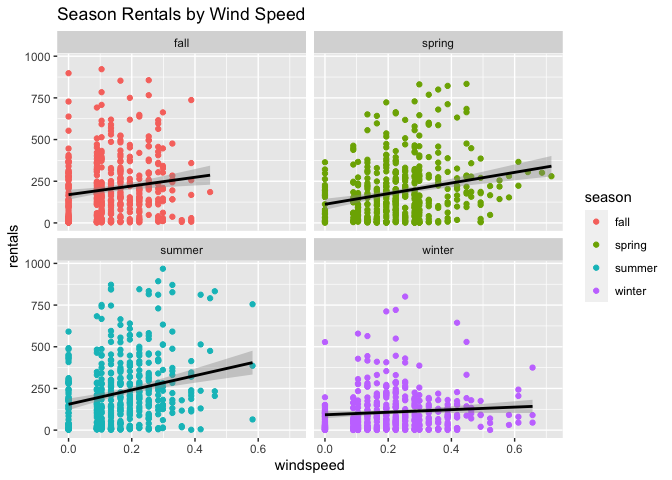 Season Rentals by Wind Speed
fall
spring
1000
750
500
250
0
summer
winter
1000
750
500
250
0
0.0
0.2
0.4
0.6
0.0
0.2
0.4
0.6
windspeed
rentals
season
fall
spring
summer
winter